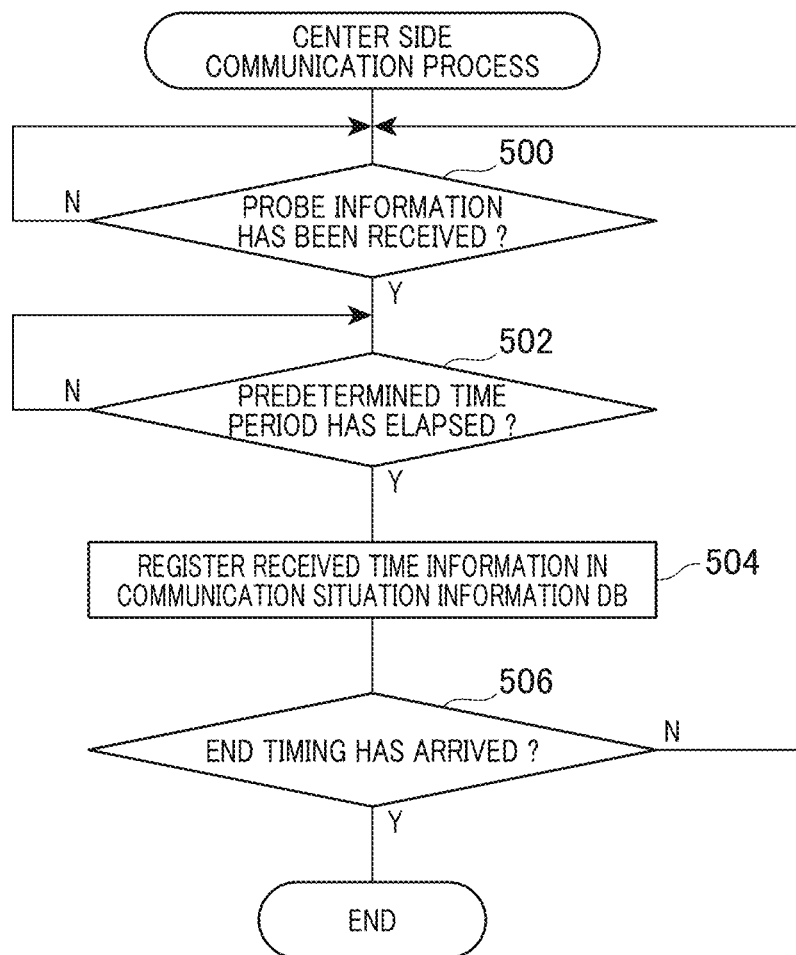 CENTER SIDE
COMMUNICATION PROCESS
500
N
PROBE INFORMATION
HAS BEEN RECEIVED ?
Y
502
N
PREDETERMINED TIME
PERIOD HAS ELAPSED ?
Y
REGISTER RECEIVED TIME INFORMATION IN
COMMUNICATION SITUATION INFORMATION DB
504
506
END TIMING HAS ARRIVED ?
N
Y
END